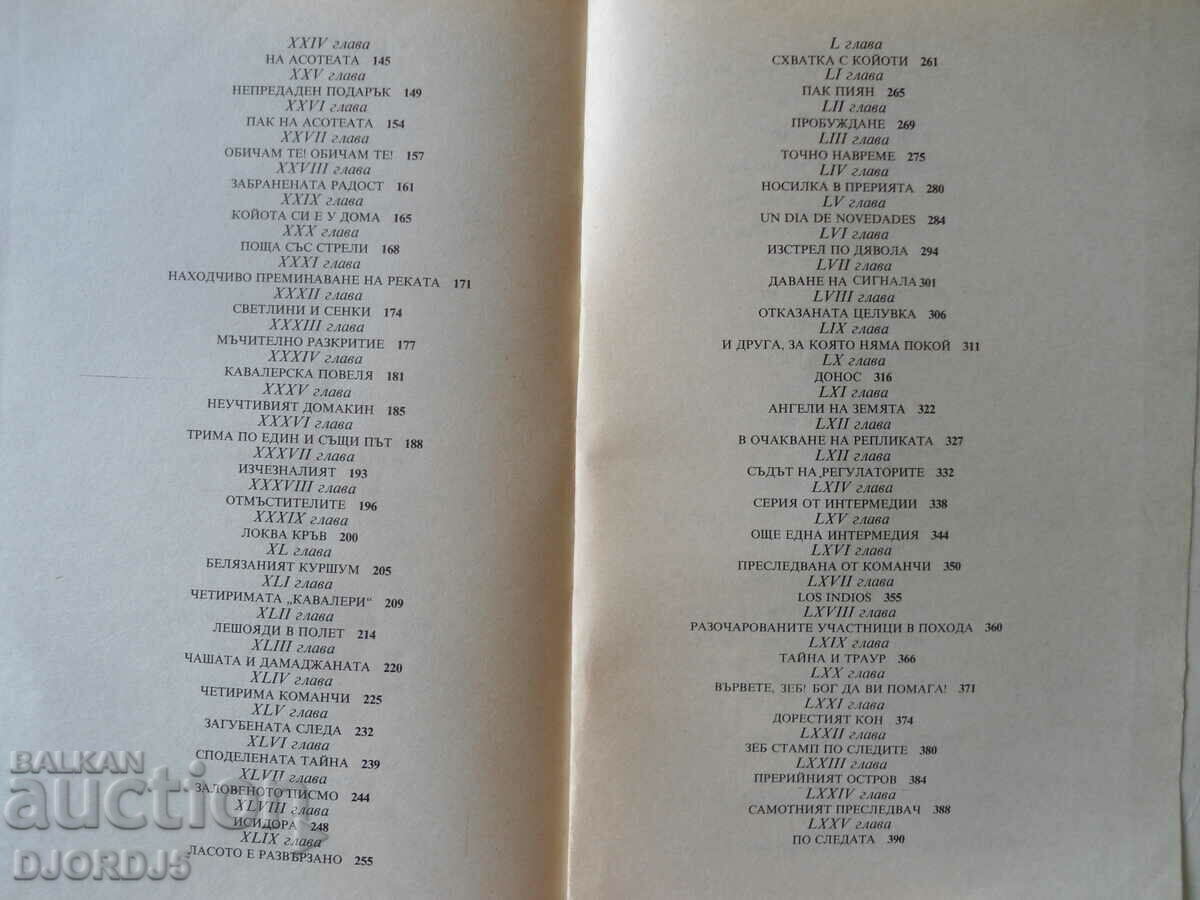 XXIV глава
НА АСОТЕАТА 145
XXV глава
НЕПРЕДАДЕН ПОДАРЪК 149
XXVI глава
ПАК НА АСОТЕАТА 154
XXVII глава
ОБИЧАМ ТЕ! ОБИЧАМ ТЕ! 157
XXVIII глава
ЗАБРАНЕНАТА РАДОСТ 161
XXIX глава
КОЙОТА СИ Е У ДОМА 165
XXX глава
ПОЩА СЪС СТРЕЛИ 168
XXXI глава
НАХОДЧИВО ПРЕМИНАВАНЕ НА РЕКАТА 171
XXXII глава
СВЕТЛИНИ И СЕНКИ 174
XXXIII глава
МЪЧИТЕЛНО РАЗКРИТИЕ 177
XXXIV глава
КАВАЛЕРСКА ПОВЕЛЯ 181
XXXV глава
НЕУЧТИВИЯТ ДОМАКИН 185
XXXVI глава
ТРИМА ПО ЕДИН И СЪЩИ ПЪТ 188
XXXVII глава
ИЗЧЕЗНАЛИЯТ 193
XXXVIII глава
ОТМЪСТИТЕЛИТЕ 196
XXXIX глава
ЛОКВА КРЪВ 200
XL глава
БЕЛЯЗАНИЯТ КУРШУМ 205
XLI глава
ЧЕТИРИМАТА „КАВАЛЕРИ“ 209
XLII глава
ЛЕШОЯДИ В ПОЛЕТ 214
XLIII глава
ЧАШАТА И ДАМАДЖАНАТА 220
XLIV глава
ЧЕТИРИМА КОМАНЧИ 225
XLV глава
ЗАГУБЕНАТА СЛЕДА 232
XLVI глава
СПОДЕЛЕНАТА ТАЙНА 239
XLVII глава
ЗАЛОВЕНОТО ПИСМО 244
XLVIII глава
ИСИДОРА 248
XLIX глава
ЛАСОТО Е РАЗВЪРЗАНО 255
L глава
СХВАТКА С КОЙОТИ 261
LI глава
ПАК ПИЯН 265
LII глава
ПРОБУЖДАНЕ 269
LIII глава
ТОЧНО НАВРЕМЕ 275
LIV глава
НОСИЛКА В ПРЕРИЯТА 280
LV глава
UN DIA DE NOVEDADES 284
LVI глава
ИЗСТРЕЛ ПО ДЯВОЛА 294
LVII глава
ДАВАНЕ НА СИГНАЛА 301
LVIII глава
ОТКАЗАНАТА ЦЕЛУВКА 306
LIX глава
И ДРУГА, ЗА КОЯТО НЯМА ПОКОЙ 311
LX глава
ДОНОС 316
LXI глава
АНГЕЛИ НА ЗЕМЯТА 322
LXII глава
В ОЧАКВАНЕ НА РЕПЛИКАТА 327
LXII глава
СЪДЪТ НА РЕГУЛАТОРИТЕ 332
LXIV глава
СЕРИЯ ОТ ИНТЕРМЕДИИ 338
LXV глава
ОЩЕ ЕДНА ИНТЕРМЕДИЯ 344
LXVI глава
ПРЕСЛЕДВАНА ОТ КОМАНЧИ 350
LXVII глава
LOS INDIOS 355
LXVIII глава
РАЗОЧАРОВАНИТЕ УЧАСТНИЦИ В ПОХОДА 360
LXIX глава
ТАЙНА И ТРАУР 366
LXX глава
ВЪРВЕТЕ, ЗЕБ! БОГ ДА ВИ ПОМАГА! 371
LXXI глава
ДОРЕСТИЯТ КОН 374
LXXII глава
ЗЕБ СТАМП ПО СЛЕДИТЕ 380
LXXIII глава
ПРЕРИЙНИЯТ ОСТРОВ 384
LXXIV глава
САМОТНИЯТ ПРЕСЛЕДВАЧ 388
LXXV глава
ПО СЛЕДАТА 390
BALKAN
auction
DJORDJ5